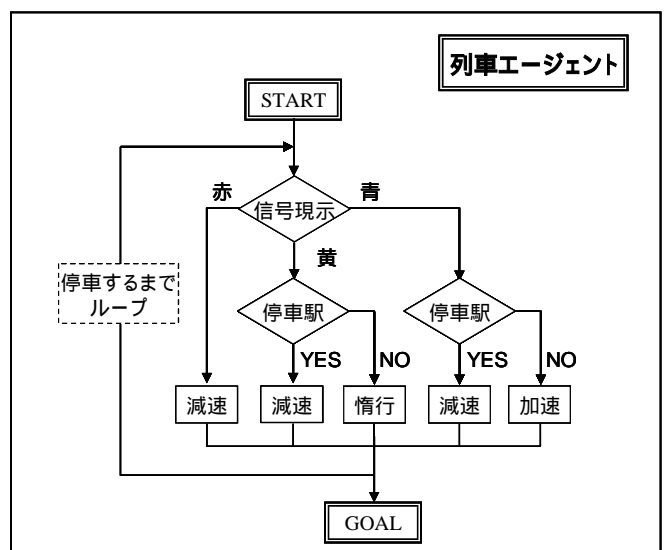 列車エージェント
START
赤
信号現示
青
黄
停車するまで
ループ
停車駅
停車駅
YES
NO
YES
NO
減速
減速
惰行
減速
加速
GOAL